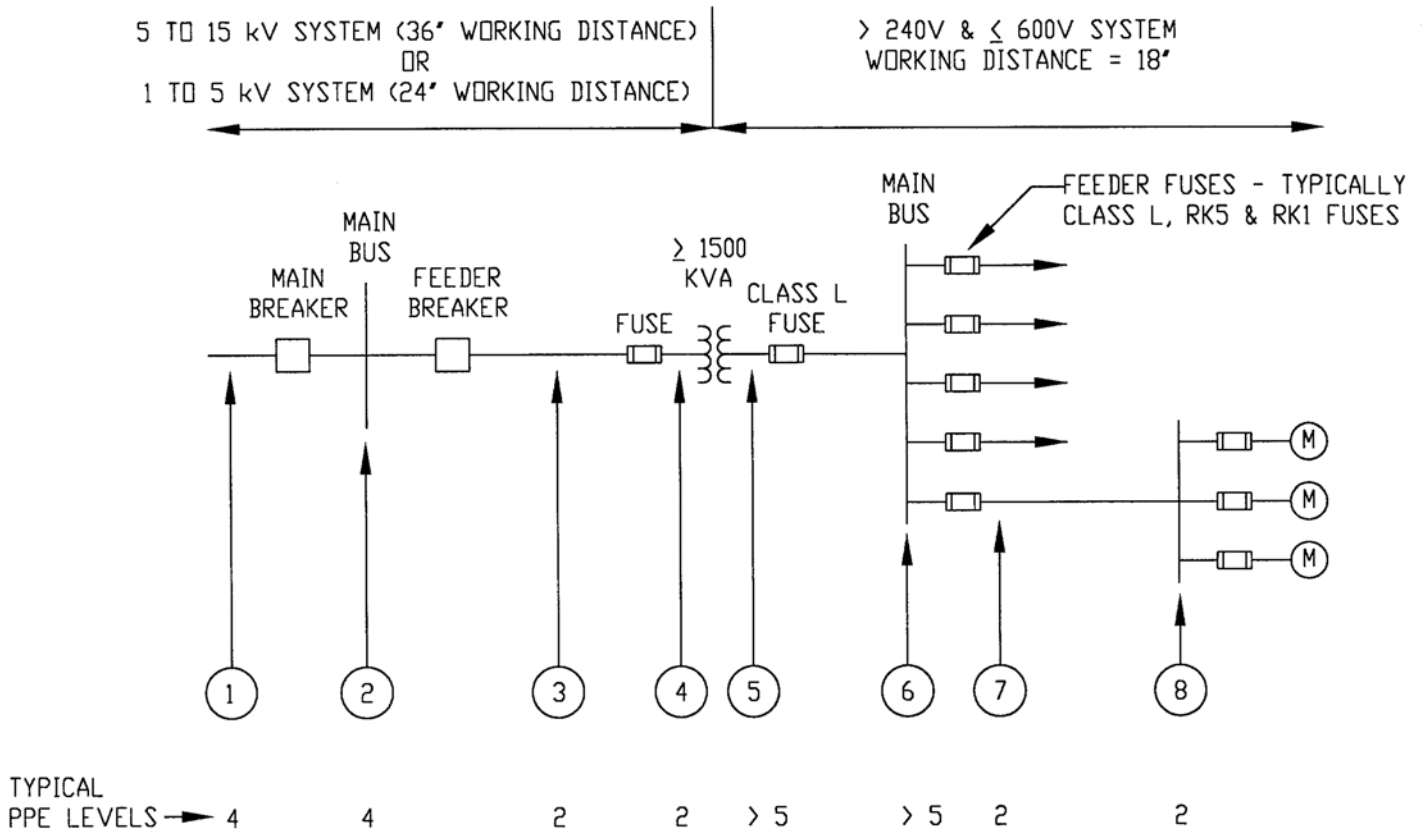 5 TO 15 kV SYSTEM (36" WORKING DISTANCE)
OR
1 TO 5 kV SYSTEM (24" WORKING DISTANCE)
> 240V & ≤ 600V SYSTEM
WORKING DISTANCE = 18"
MAIN
BUS
FEEDER FUSES - TYPICALLY
CLASS L, RK5 & RK1 FUSES
MAIN
BUS
≥ 1500
KVA
MAIN
BREAKER
FEEDER
BREAKER
FUSE
CLASS L
FUSE
M
M
M
1
2
3
4
5
6
7
8
TYPICAL
PPE LEVELS 4 4 2 2 > 5 > 5 2 2